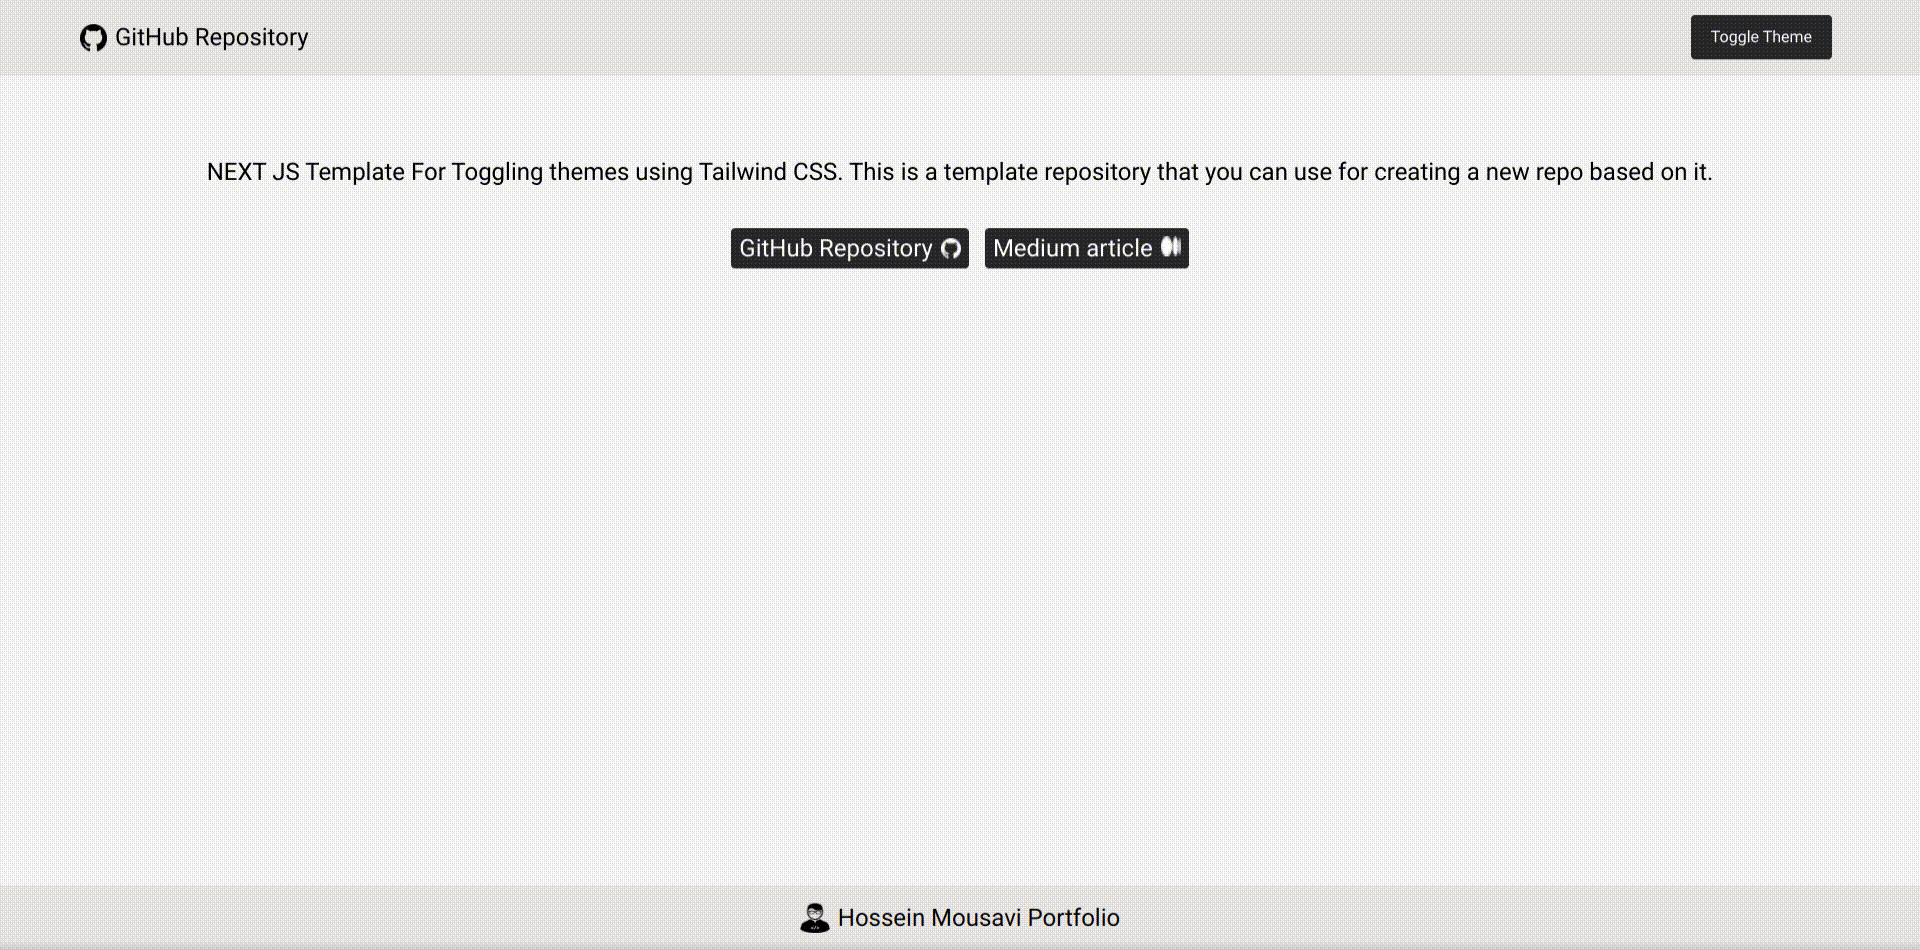 GitHub Repository
Toggle Theme
NEXT JS Template For Toggling themes using Tailwind CSS. This is a template repository that you can use for creating a new repo based on it.
GitHub Repository
Medium article
Hossein Mousavi Portfolio